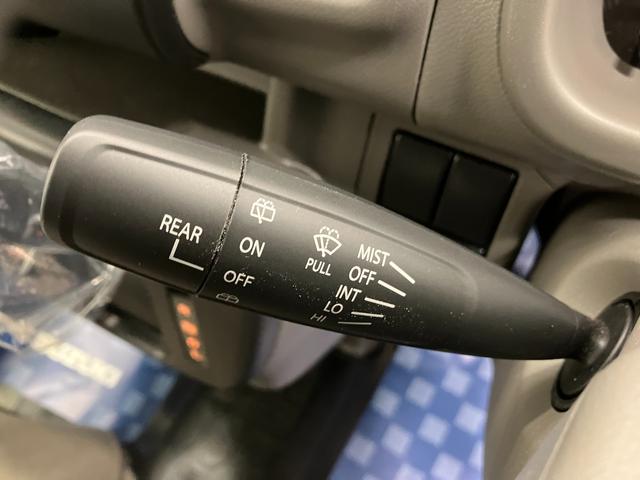 REAR
ON
OFF
PULL
MIST
OFF
INT
LO
HI